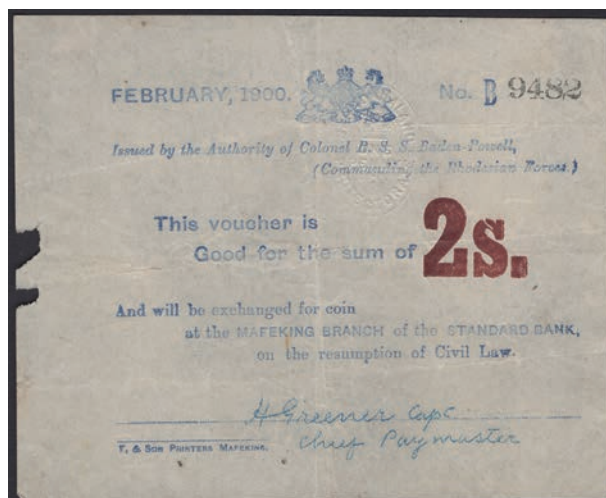 FEBRUARY, 1900. No. B 9482
Issued by the Authority of Colonel R. S. S. Baden-Powell,
(Commanding the Rhodesian Forces.)
This voucher is
Good for the sum of 2s.
And will be exchanged for coin
at the MAFEKING BRANCH of the STANDARD BANK,
on the resumption of Civil Law.
H Greener Capt
Chief Paymaster
T. & SON PRINTERS MAFEKING.